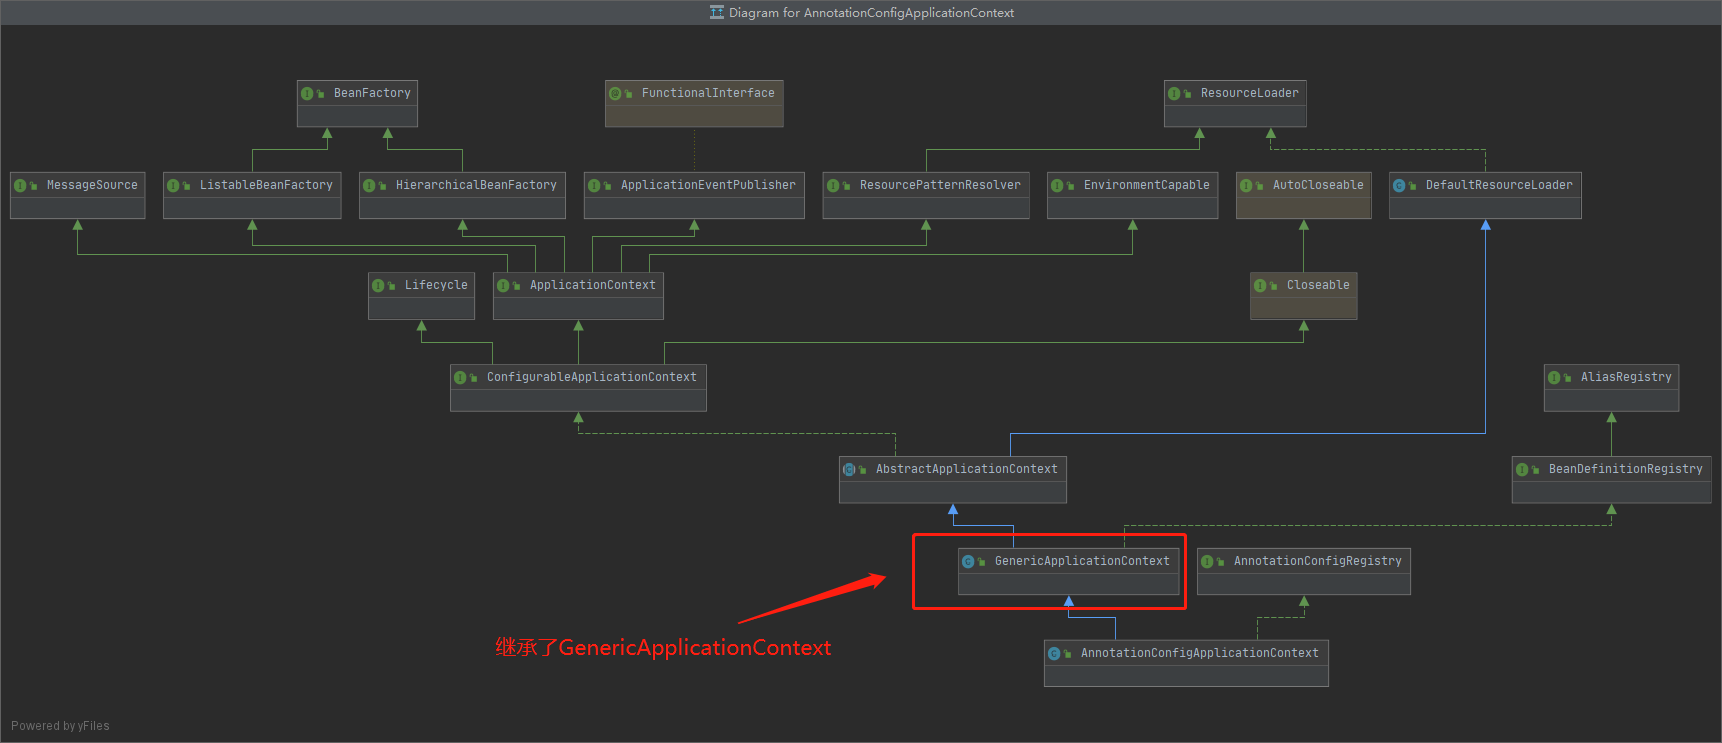 Diagram for AnnotationConfigApplicationContext
BeanFactory
FunctionalInterface
ResourceLoader
MessageSource
ListableBeanFactory
HierarchicalBeanFactory
ApplicationEventPublisher
ResourcePatternResolver
EnvironmentCapable
AutoCloseable
DefaultResourceLoader
Lifecycle
ApplicationContext
Closeable
ConfigurableApplicationContext
AliasRegistry
AbstractApplicationContext
BeanDefinitionRegistry
GenericApplicationContext
AnnotationConfigRegistry
继承了GenericApplicationContext
AnnotationConfigApplicationContext
Powered by yFiles